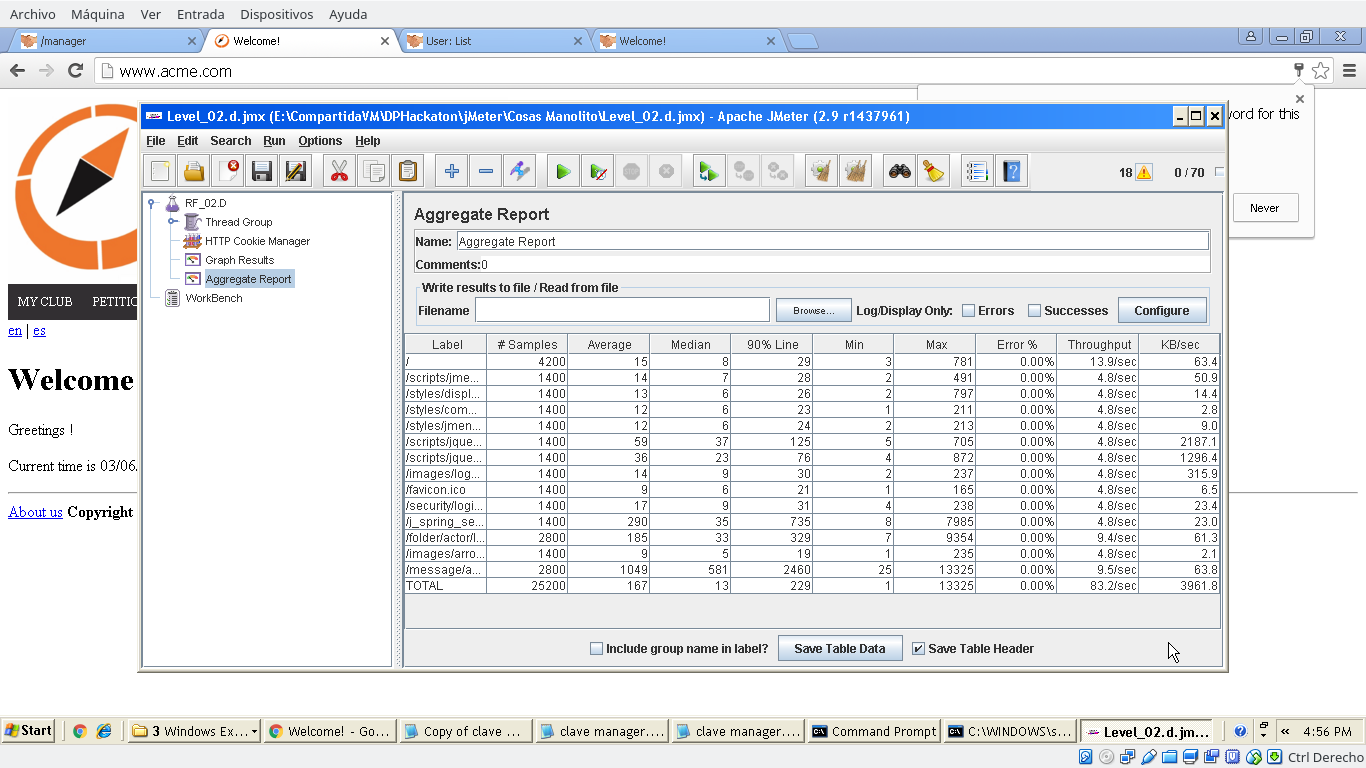 Archivo Máquina Ver Entrada Dispositivos Ayuda
/manager Welcome! User: List Welcome!
www.acme.com
Level_02.d.jmx (E:\CompartidaVM\DPHackaton\jMeter\Cosas Manolito\Level_02.d.jmx) - Apache JMeter (2.9 r1437961)
word for this
Never
File Edit Search Run Options Help
18 0 / 70
RF_02.D
Thread Group
HTTP Cookie Manager
Graph Results
Aggregate Report
WorkBench
MY CLUB PETITIO
en | es
Welcome
Greetings !
Current time is 03/06.
About us Copyright
Aggregate Report
Name: Aggregate Report
Comments: 0
Write results to file / Read from file
Filename Browse... Log/Display Only: Errors Successes Configure
Label # Samples Average Median 90% Line Min Max Error % Throughput KB/sec
/ 4200 15 8 29 3 781 0.00% 13.9/sec 63.4
/scripts/jme... 1400 14 7 28 2 491 0.00% 4.8/sec 50.9
/styles/displ... 1400 13 6 26 2 797 0.00% 4.8/sec 14.4
/styles/com... 1400 12 6 23 1 211 0.00% 4.8/sec 2.8
/styles/jmen... 1400 12 6 24 2 213 0.00% 4.8/sec 9.0
/scripts/jque... 1400 59 37 125 5 705 0.00% 4.8/sec 2187.1
/scripts/jque... 1400 36 23 76 4 872 0.00% 4.8/sec 1296.4
/images/log... 1400 14 9 30 2 237 0.00% 4.8/sec 315.9
/favicon.ico 1400 9 6 21 1 165 0.00% 4.8/sec 6.5
/security/logi... 1400 17 9 31 4 238 0.00% 4.8/sec 23.4
/j_spring_se... 1400 290 35 735 8 7985 0.00% 4.8/sec 23.0
/folder/actor/l... 2800 185 33 329 7 9354 0.00% 9.4/sec 61.3
/images/arro... 1400 9 5 19 1 235 0.00% 4.8/sec 2.1
/message/a... 2800 1049 581 2460 25 13325 0.00% 9.5/sec 63.8
TOTAL 25200 167 13 229 1 13325 0.00% 83.2/sec 3961.8
Include group name in label? Save Table Data Save Table Header
Start 3 Windows Ex... Welcome! - Go... Copy of clave ... clave manager.... clave manager.... Command Prompt C:\WINDOWS\s... Level_02.d.jm... 4:56 PM
Ctrl Derecho